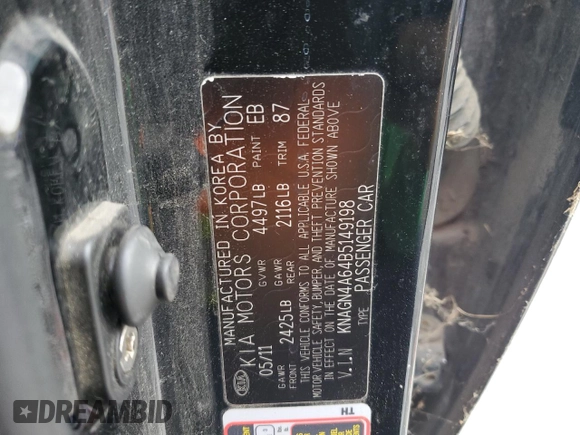 MANUFACTURED IN KOREA BY
KIA KIA MOTORS CORPORATION
05/11 GVWR 4497LB PAINT EB
GAWR FRONT 2425LB GAWR REAR 2116LB TRIM 87
THIS VEHICLE CONFORMS TO ALL APPLICABLE U.S.A. FEDERAL
MOTOR VEHICLE SAFETY, BUMPER, AND THEFT PREVENTION STANDARDS
IN EFFECT ON THE DATE OF MANUFACTURE SHOWN ABOVE
V.I.N KNAGN4A64B5149198
TYPE PASSENGER CAR
TH
DREAMBID